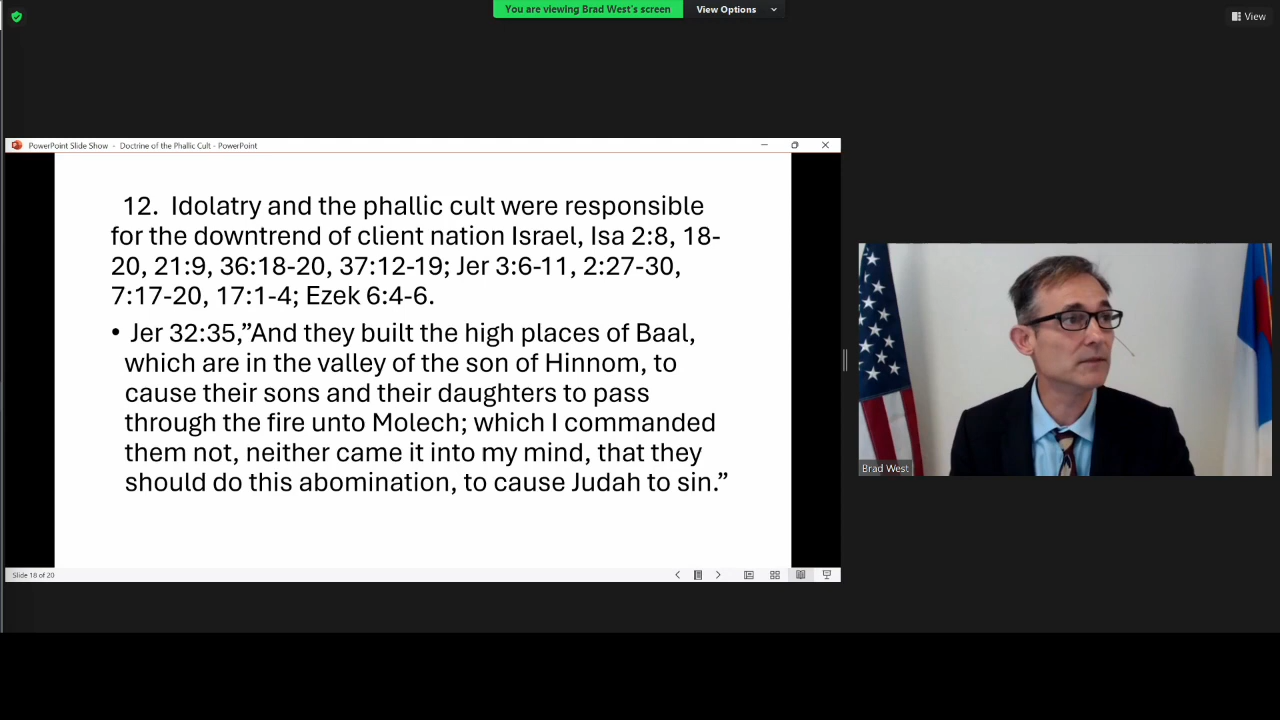 You are viewing Brad West's screen
View Options
View
PowerPoint Slide Show - Doctrine of the Phallic Cult - PowerPoint
12. Idolatry and the phallic cult were responsible
for the downtrend of client nation Israel, Isa 2:8, 18-
20, 21:9, 36:18-20, 37:12-19; Jer 3:6-11, 2:27-30,
7:17-20, 17:1-4; Ezek 6:4-6.
• Jer 32:35,”And they built the high places of Baal,
which are in the valley of the son of Hinnom, to
cause their sons and their daughters to pass
through the fire unto Molech; which I commanded
them not, neither came it into my mind, that they
should do this abomination, to cause Judah to sin.”
Brad West
Slide 18 of 20